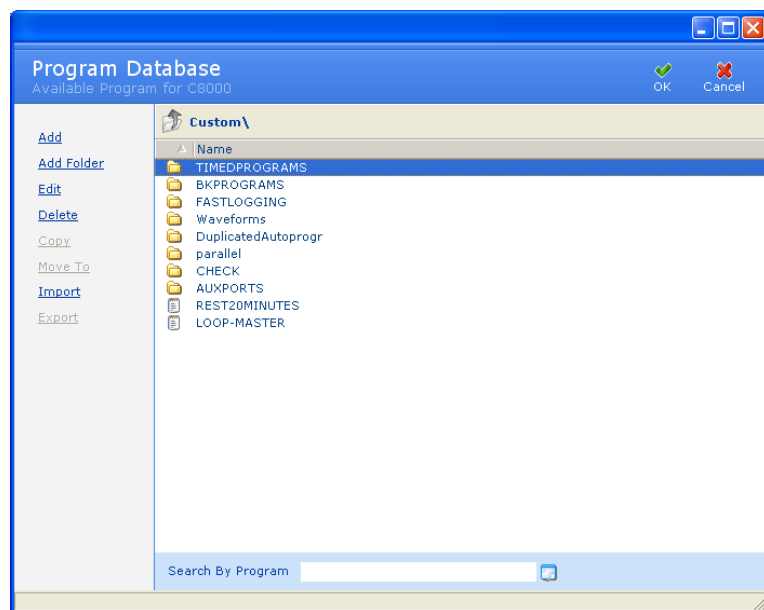 Program Database
Available Program for C8000
OK
Cancel
Add
Add Folder
Edit
Delete
Copy
Move To
Import
Export
Custom\
Name
TIMEDPROGRAMS
BKPROGRAMS
FASTLOGGING
Waveforms
DuplicatedAutoprogr
parallel
CHECK
AUXPORTS
REST20MINUTES
LOOP-MASTER
Search By Program